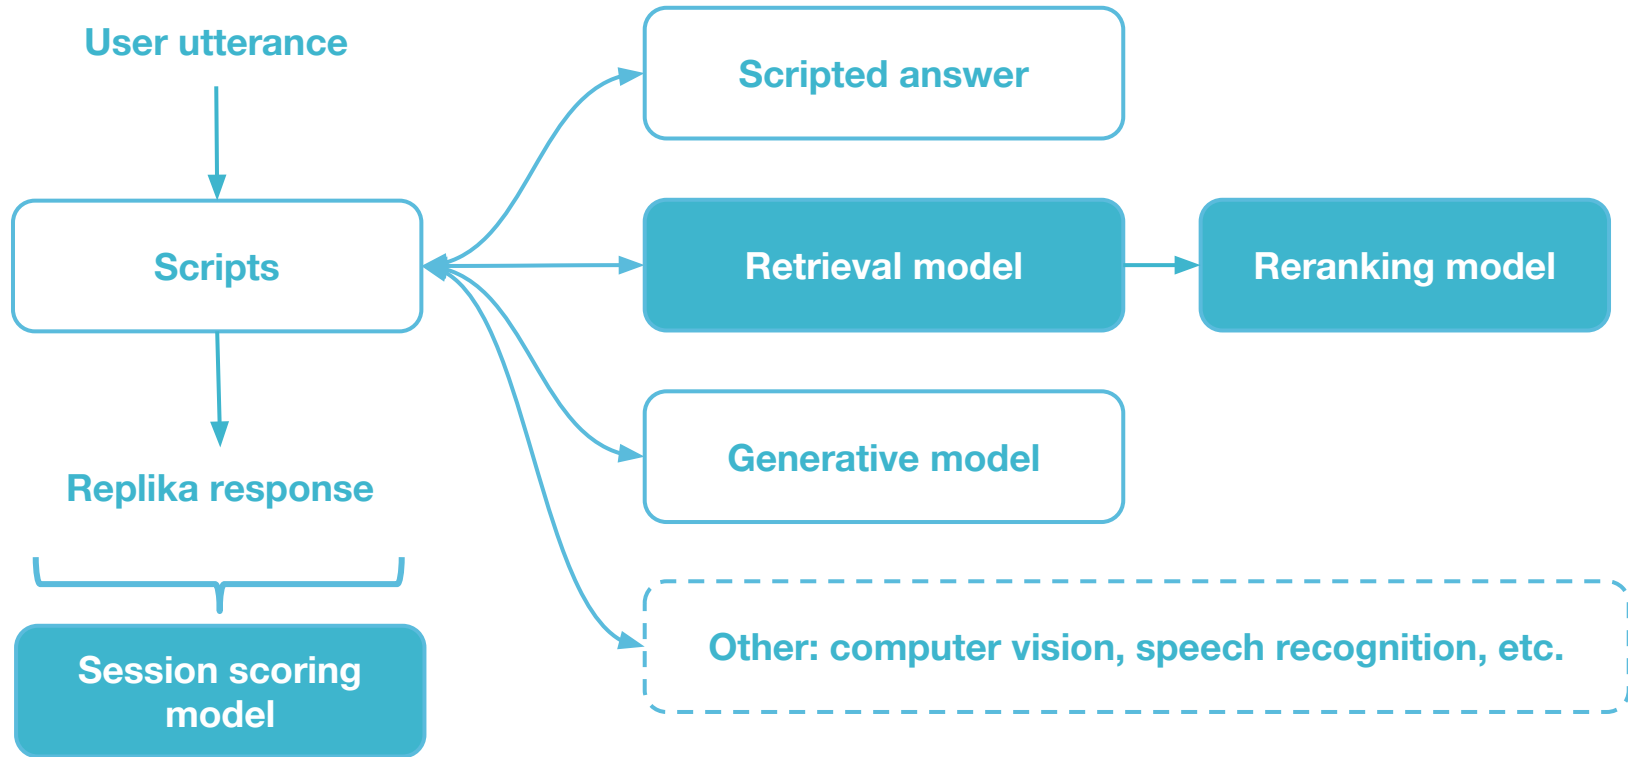 User utterance
Scripted answer
Scripts
Retrieval model
Reranking model
Generative model
Replika response
Other: computer vision, speech recognition, etc.
Session scoring
model